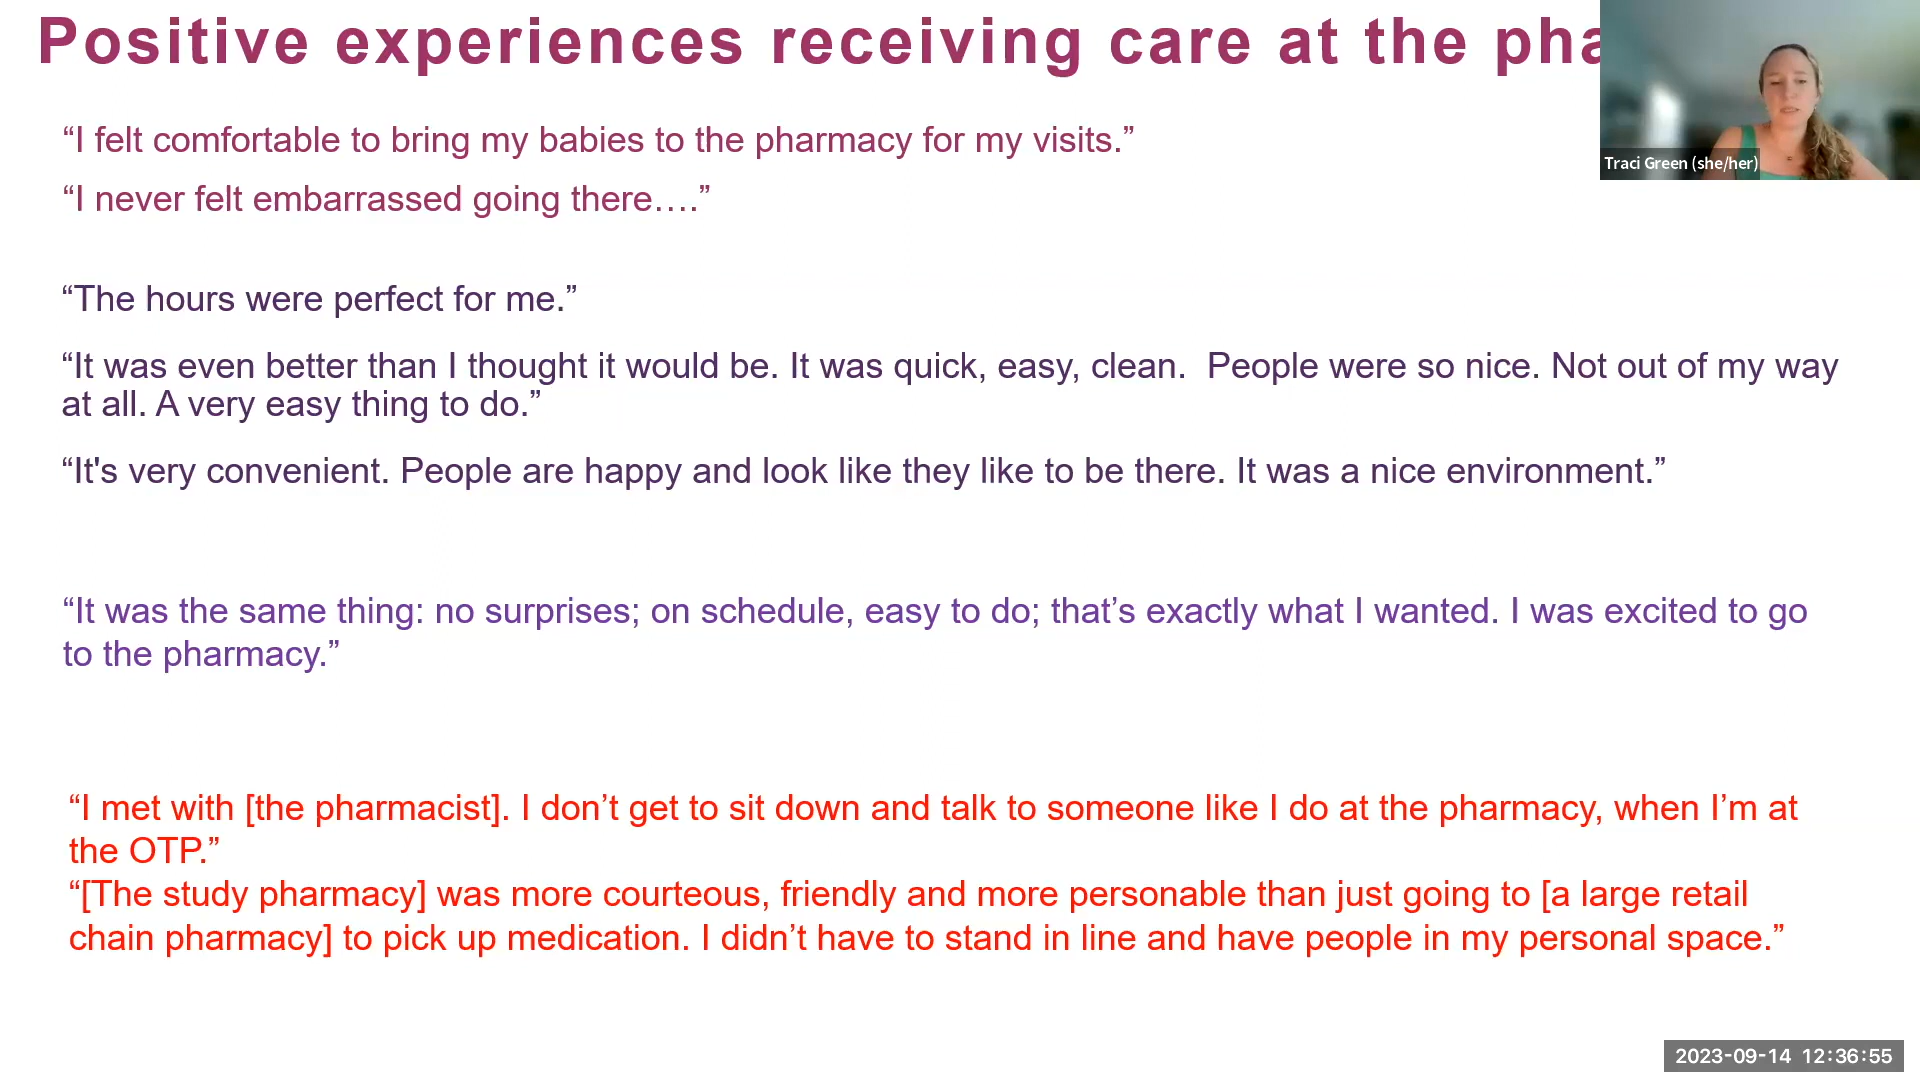 Positive experiences receiving care at the pha
Traci Green (she/her)
“I felt comfortable to bring my babies to the pharmacy for my visits.”
“I never felt embarrassed going there….”
“The hours were perfect for me.”
“It was even better than I thought it would be. It was quick, easy, clean.  People were so nice. Not out of my way
at all. A very easy thing to do.”
“It's very convenient. People are happy and look like they like to be there. It was a nice environment.”
“It was the same thing: no surprises; on schedule, easy to do; that’s exactly what I wanted. I was excited to go
to the pharmacy.”
“I met with [the pharmacist]. I don’t get to sit down and talk to someone like I do at the pharmacy, when I’m at
the OTP.”
“[The study pharmacy] was more courteous, friendly and more personable than just going to [a large retail
chain pharmacy] to pick up medication. I didn’t have to stand in line and have people in my personal space.”
2023-09-14 12:36:55